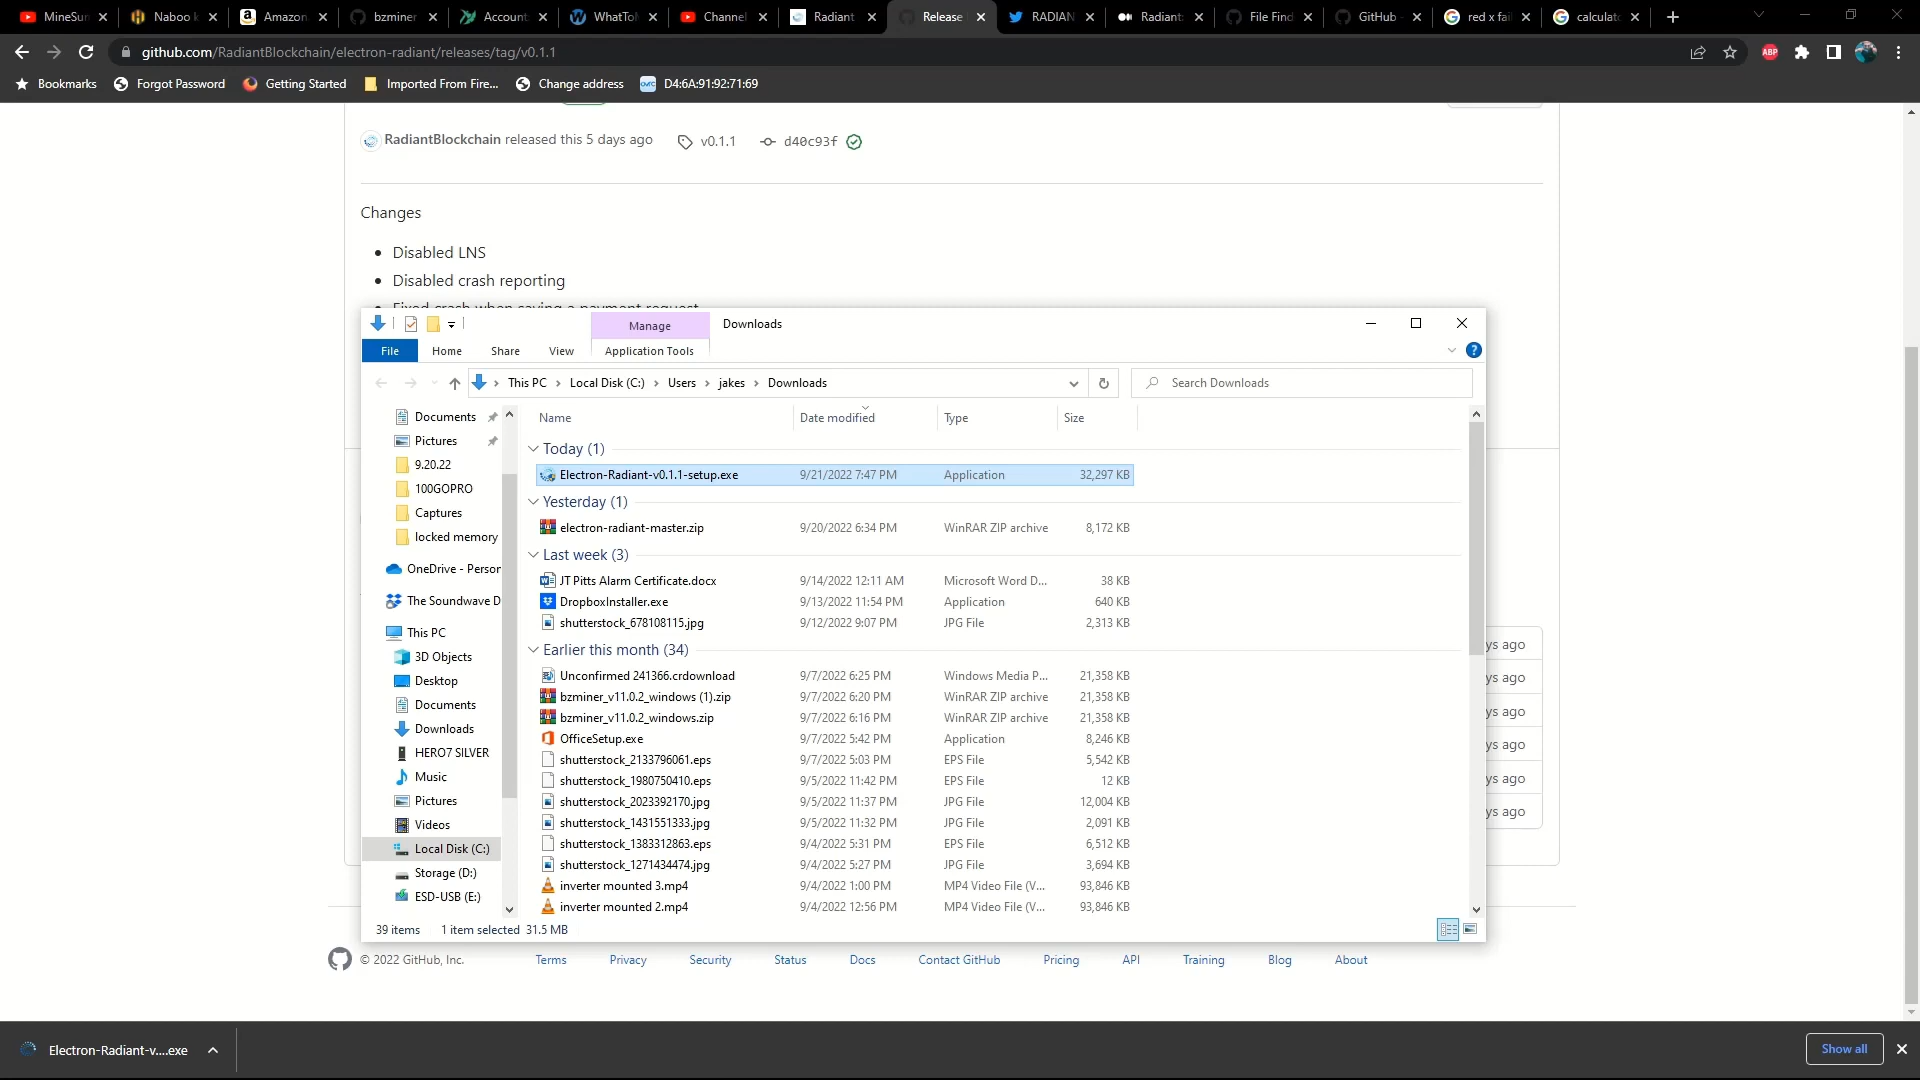 MineSun
Naboo k
Amazon
bzminer
Account
WhatTo
Channel
Radiant
Release
RADIAN
Radiant
File Find
GitHub
red x fai
calculat
github.com/RadiantBlockchain/electron-radiant/releases/tag/v0.1.1
ABP
Bookmarks
Forgot Password
Getting Started
Imported From Fire...
Change address
D4:6A:91:92:71:69
RadiantBlockchain released this 5 days ago
v0.1.1
d40c93f
Changes
Disabled LNS
Disabled crash reporting
Fixed crash when saving a payment request
Manage
Downloads
File
Home
Share
View
Application Tools
This PC
Local Disk (C:)
Users
jakes
Downloads
Search Downloads
Documents
Pictures
9.20.22
100GOPRO
Captures
locked memory
OneDrive - Person
The Soundwave D
This PC
3D Objects
Desktop
Documents
Downloads
HERO7 SILVER
Music
Pictures
Videos
Local Disk (C:)
Storage (D:)
ESD-USB (E:)
Name Date modified Type Size
Today (1)
Electron-Radiant-v0.1.1-setup.exe 9/21/2022 7:47 PM Application 32,297 KB
Yesterday (1)
electron-radiant-master.zip 9/20/2022 6:34 PM WinRAR ZIP archive 8,172 KB
Last week (3)
JT Pitts Alarm Certificate.docx 9/14/2022 12:11 AM Microsoft Word D... 38 KB
DropboxInstaller.exe 9/13/2022 11:54 PM Application 640 KB
shutterstock_678108115.jpg 9/12/2022 9:07 PM JPG File 2,313 KB
Earlier this month (34)
Unconfirmed 241366.crdownload 9/7/2022 6:25 PM Windows Media P... 21,358 KB
bzminer_v11.0.2_windows (1).zip 9/7/2022 6:20 PM WinRAR ZIP archive 21,358 KB
bzminer_v11.0.2_windows.zip 9/7/2022 6:16 PM WinRAR ZIP archive 21,358 KB
OfficeSetup.exe 9/7/2022 5:42 PM Application 8,246 KB
shutterstock_2133796061.eps 9/7/2022 5:03 PM EPS File 5,542 KB
shutterstock_1980750410.eps 9/5/2022 11:42 PM EPS File 12 KB
shutterstock_2023392170.jpg 9/5/2022 11:37 PM JPG File 12,004 KB
shutterstock_1431551333.jpg 9/5/2022 11:32 PM JPG File 2,091 KB
shutterstock_1383312863.eps 9/4/2022 5:31 PM EPS File 6,512 KB
shutterstock_1271434474.jpg 9/4/2022 5:27 PM JPG File 3,694 KB
inverter mounted 3.mp4 9/4/2022 1:00 PM MP4 Video File (V... 93,846 KB
inverter mounted 2.mp4 9/4/2022 12:56 PM MP4 Video File (V... 93,846 KB
39 items 1 item selected 31.5 MB
ys ago
ys ago
ys ago
ys ago
ys ago
ys ago
© 2022 GitHub, Inc.
Terms
Privacy
Security
Status
Docs
Contact GitHub
Pricing
API
Training
Blog
About
Electron-Radiant-v....exe
Show all